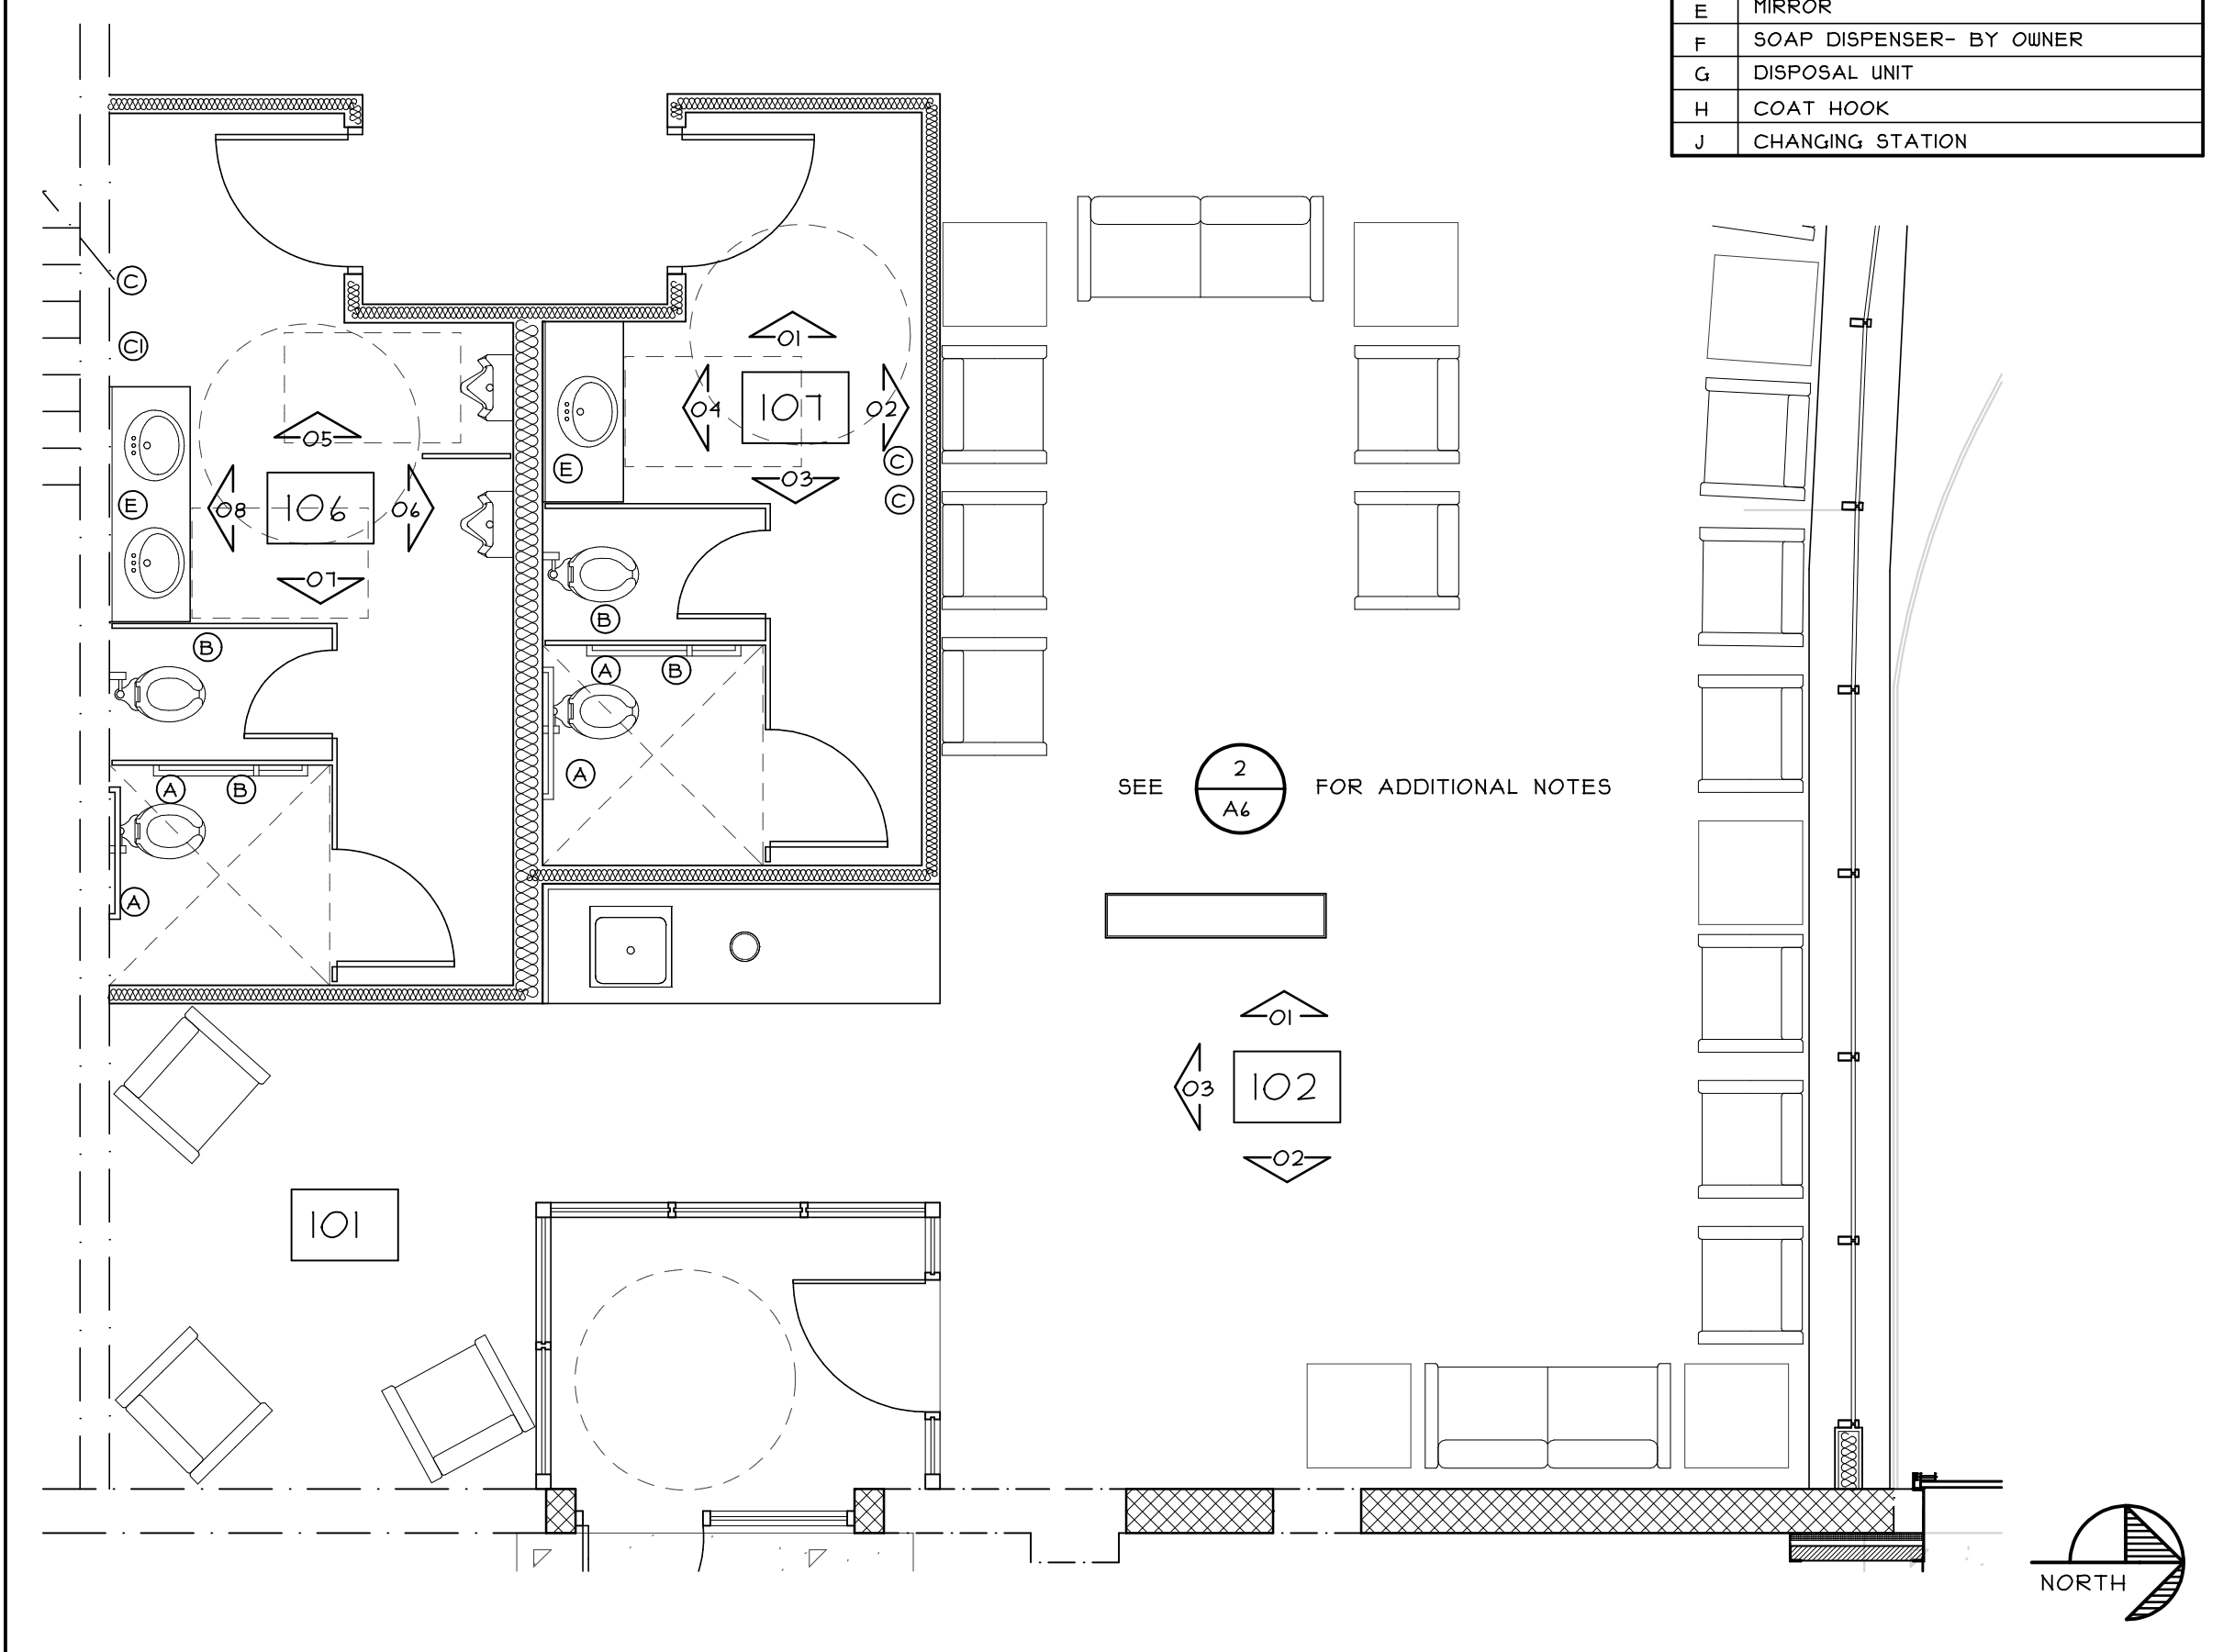 E MIRROR
F SOAP DISPENSER- BY OWNER
G DISPOSAL UNIT
H COAT HOOK
J CHANGING STATION
C
C1
01
04 107 02
C
E
03
C
05
E
08 106 06
07
B
B
A B
A
A B
A
SEE 2 FOR ADDITIONAL NOTES
A6
01
03 102
02
101
NORTH